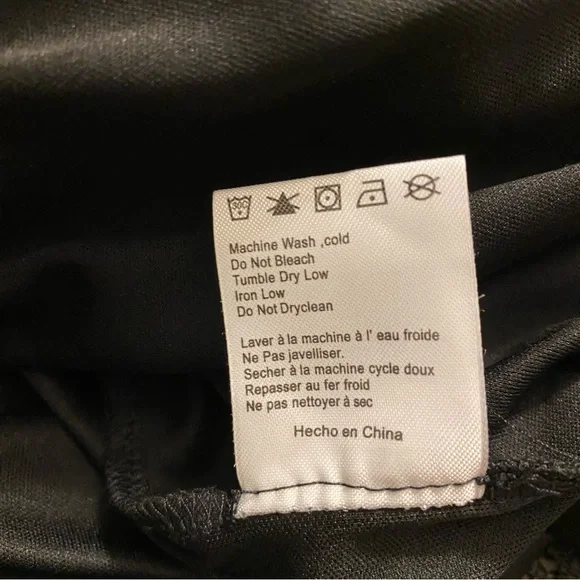 30C
Machine Wash ,cold
Do Not Bleach
Tumble Dry Low
Iron Low
Do Not Dryclean
Laver à la machine à l' eau froide
Ne Pas javelliser.
Secher à la machine cycle doux
Repasser au fer froid
Ne pas nettoyer à sec
Hecho en China